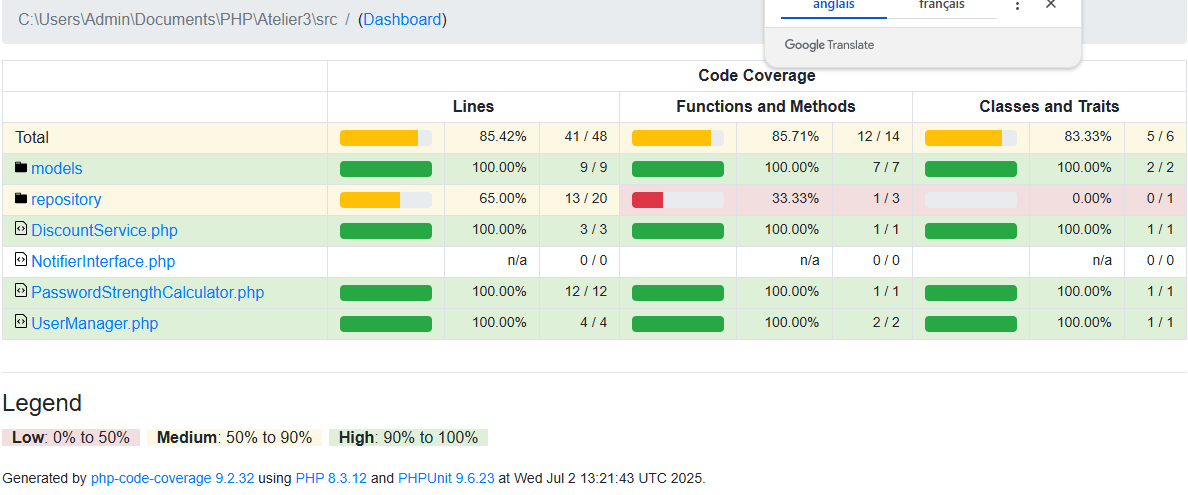 C:\Users\Admin\Documents\PHP\Atelier3\src / (Dashboard)
anglais français
Google Translate
Code Coverage
Lines Functions and Methods Classes and Traits
Total 85.42% 41 / 48 85.71% 12 / 14 83.33% 5 / 6
models 100.00% 9 / 9 100.00% 7 / 7 100.00% 2 / 2
repository 65.00% 13 / 20 33.33% 1 / 3 0.00% 0 / 1
DiscountService.php 100.00% 3 / 3 100.00% 1 / 1 100.00% 1 / 1
NotifierInterface.php n/a 0 / 0 n/a 0 / 0 n/a 0 / 0
PasswordStrengthCalculator.php 100.00% 12 / 12 100.00% 1 / 1 100.00% 1 / 1
UserManager.php 100.00% 4 / 4 100.00% 2 / 2 100.00% 1 / 1
Legend
Low: 0% to 50% Medium: 50% to 90% High: 90% to 100%
Generated by php-code-coverage 9.2.32 using PHP 8.3.12 and PHPUnit 9.6.23 at Wed Jul 2 13:21:43 UTC 2025.